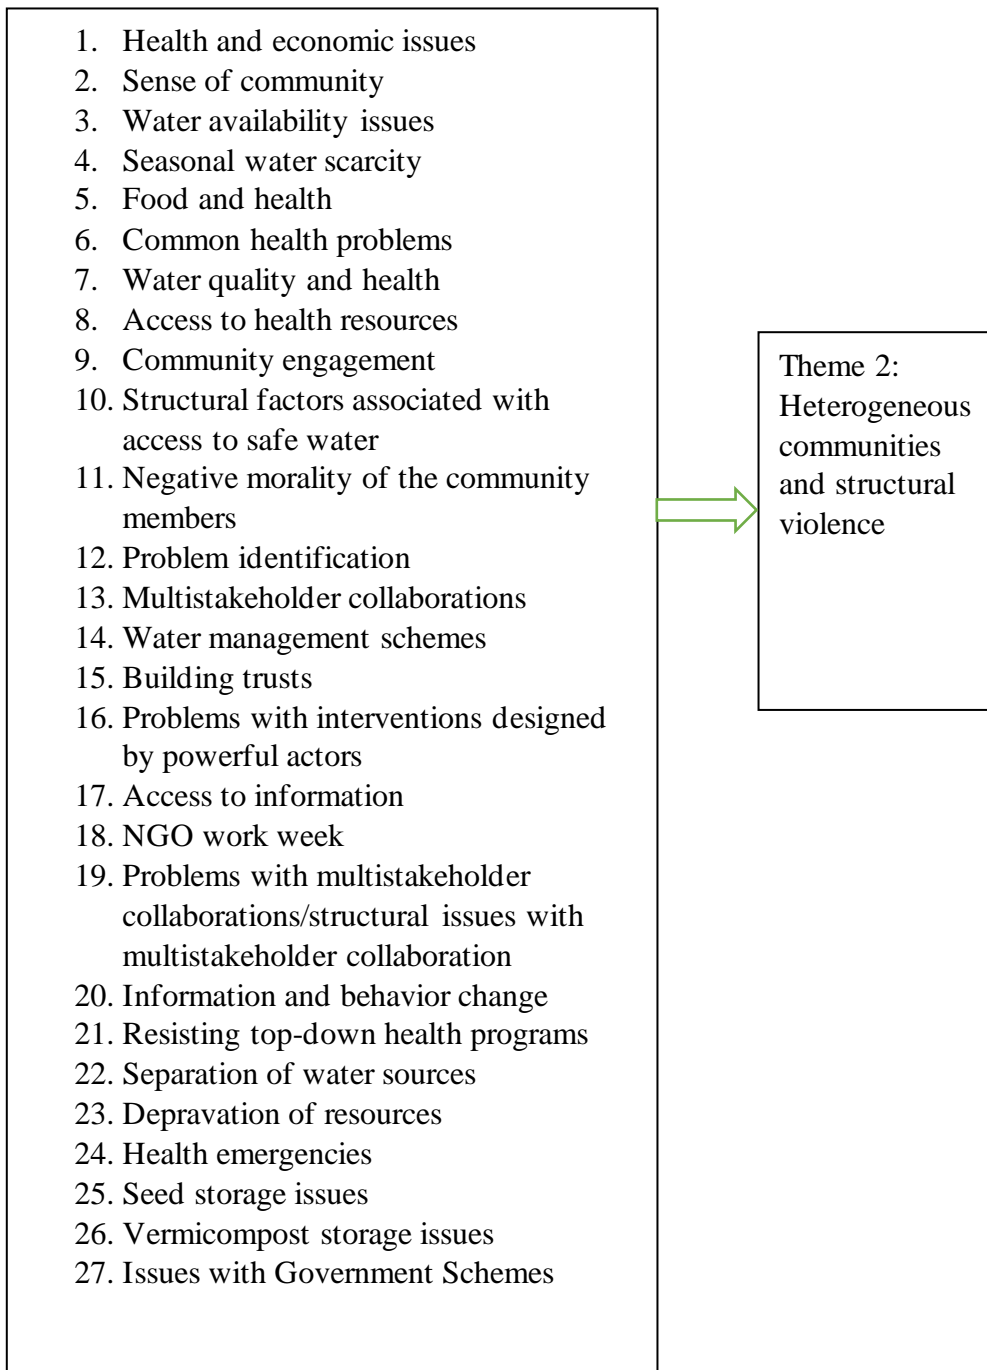 1. Health and economic issues
2. Sense of community
3. Water availability issues
4. Seasonal water scarcity
5. Food and health
6. Common health problems
7. Water quality and health
8. Access to health resources
9. Community engagement
10. Structural factors associated with
access to safe water
11. Negative morality of the community
members
12. Problem identification
13. Multistakeholder collaborations
14. Water management schemes
15. Building trusts
16. Problems with interventions designed
by powerful actors
17. Access to information
18. NGO work week
19. Problems with multistakeholder
collaborations/structural issues with
multistakeholder collaboration
20. Information and behavior change
21. Resisting top-down health programs
22. Separation of water sources
23. Depravation of resources
24. Health emergencies
25. Seed storage issues
26. Vermicompost storage issues
27. Issues with Government Schemes
Theme 2:
Heterogeneous
communities
and structural
violence